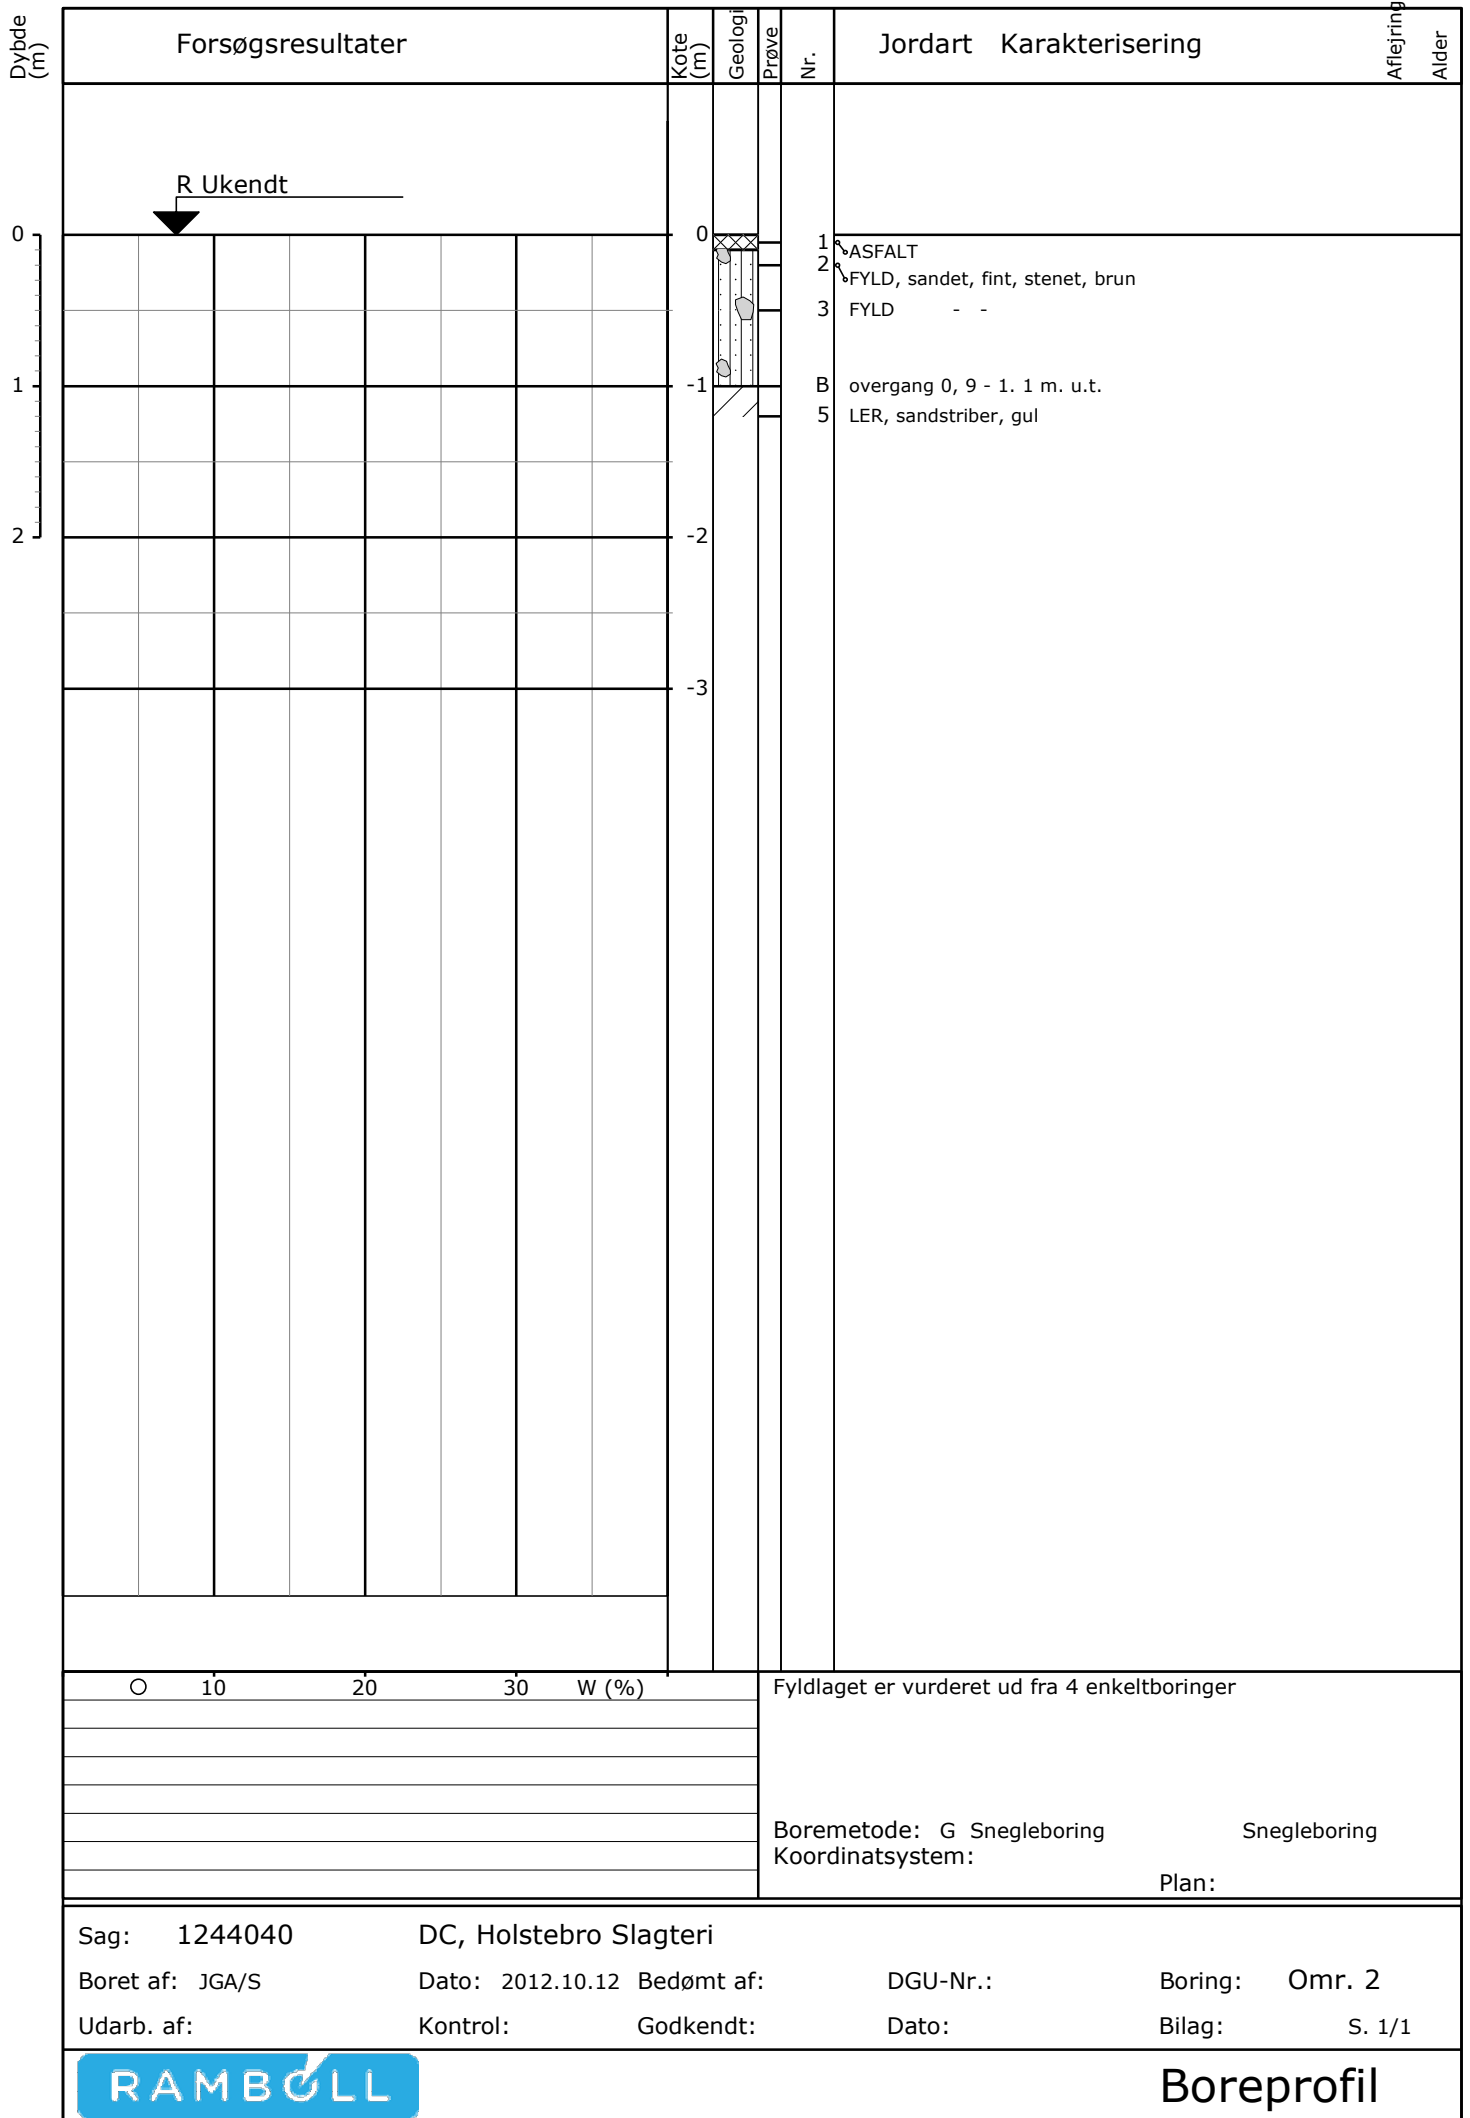 Dybde (m)
Forsøgsresultater
Kote (m)
Geologi
Prøve
Nr.
Jordart Karakterisering
Aflejring
Alder
R Ukendt
0
0
1 ASFALT
2 FYLD, sandet, fint, stenet, brun
3 FYLD - -
1
-1
B overgang 0, 9 - 1. 1 m. u.t.
5 LER, sandstriber, gul
2
-2
-3
10 20 30 W (%)
Fyldlaget er vurderet ud fra 4 enkeltboringer
Boremetode: G Snegleboring Snegleboring
Koordinatsystem:
Plan:
Sag: 1244040 DC, Holstebro Slagteri
Boret af: JGA/S Dato: 2012.10.12 Bedømt af: DGU-Nr.: Boring: Omr. 2
Udarb. af: Kontrol: Godkendt: Dato: Bilag: S. 1/1
RAMBØLL
Boreprofil